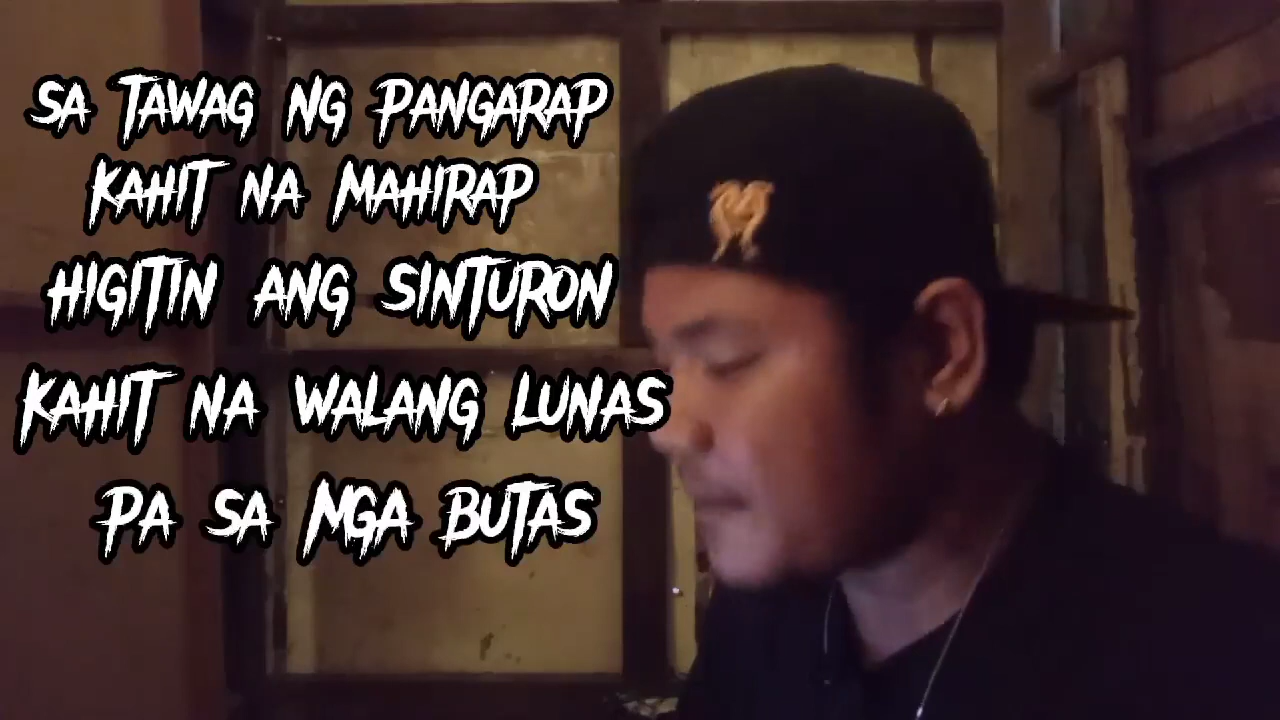 SA TAWAG NG PANGARAP
KAHIT NA MAHIRAP
HIGITIN ANG SINTURON
KAHIT NA WALANG LUNAS
PA SA MGA BUTAS